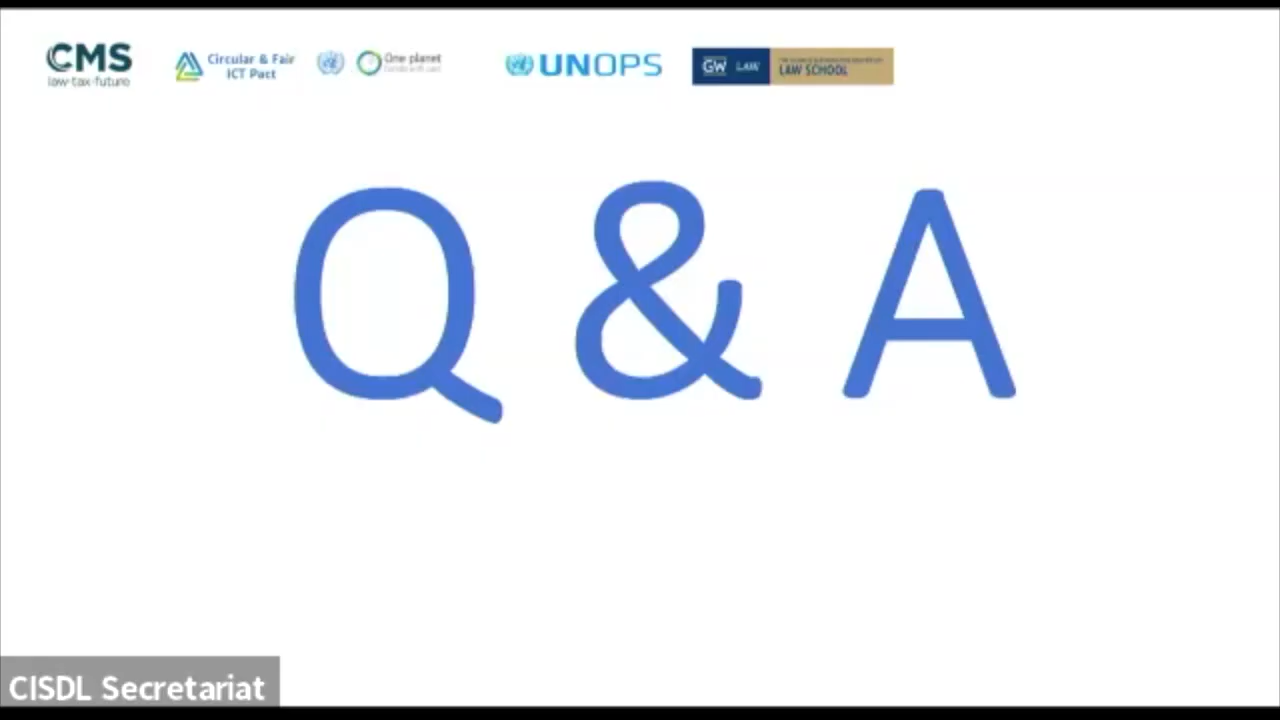 CMS
law·tax·future
Circular & Fair
ICT Pact
One planet
UNOPS
GW LAW
LAW SCHOOL
Q & A
CISDL Secretariat